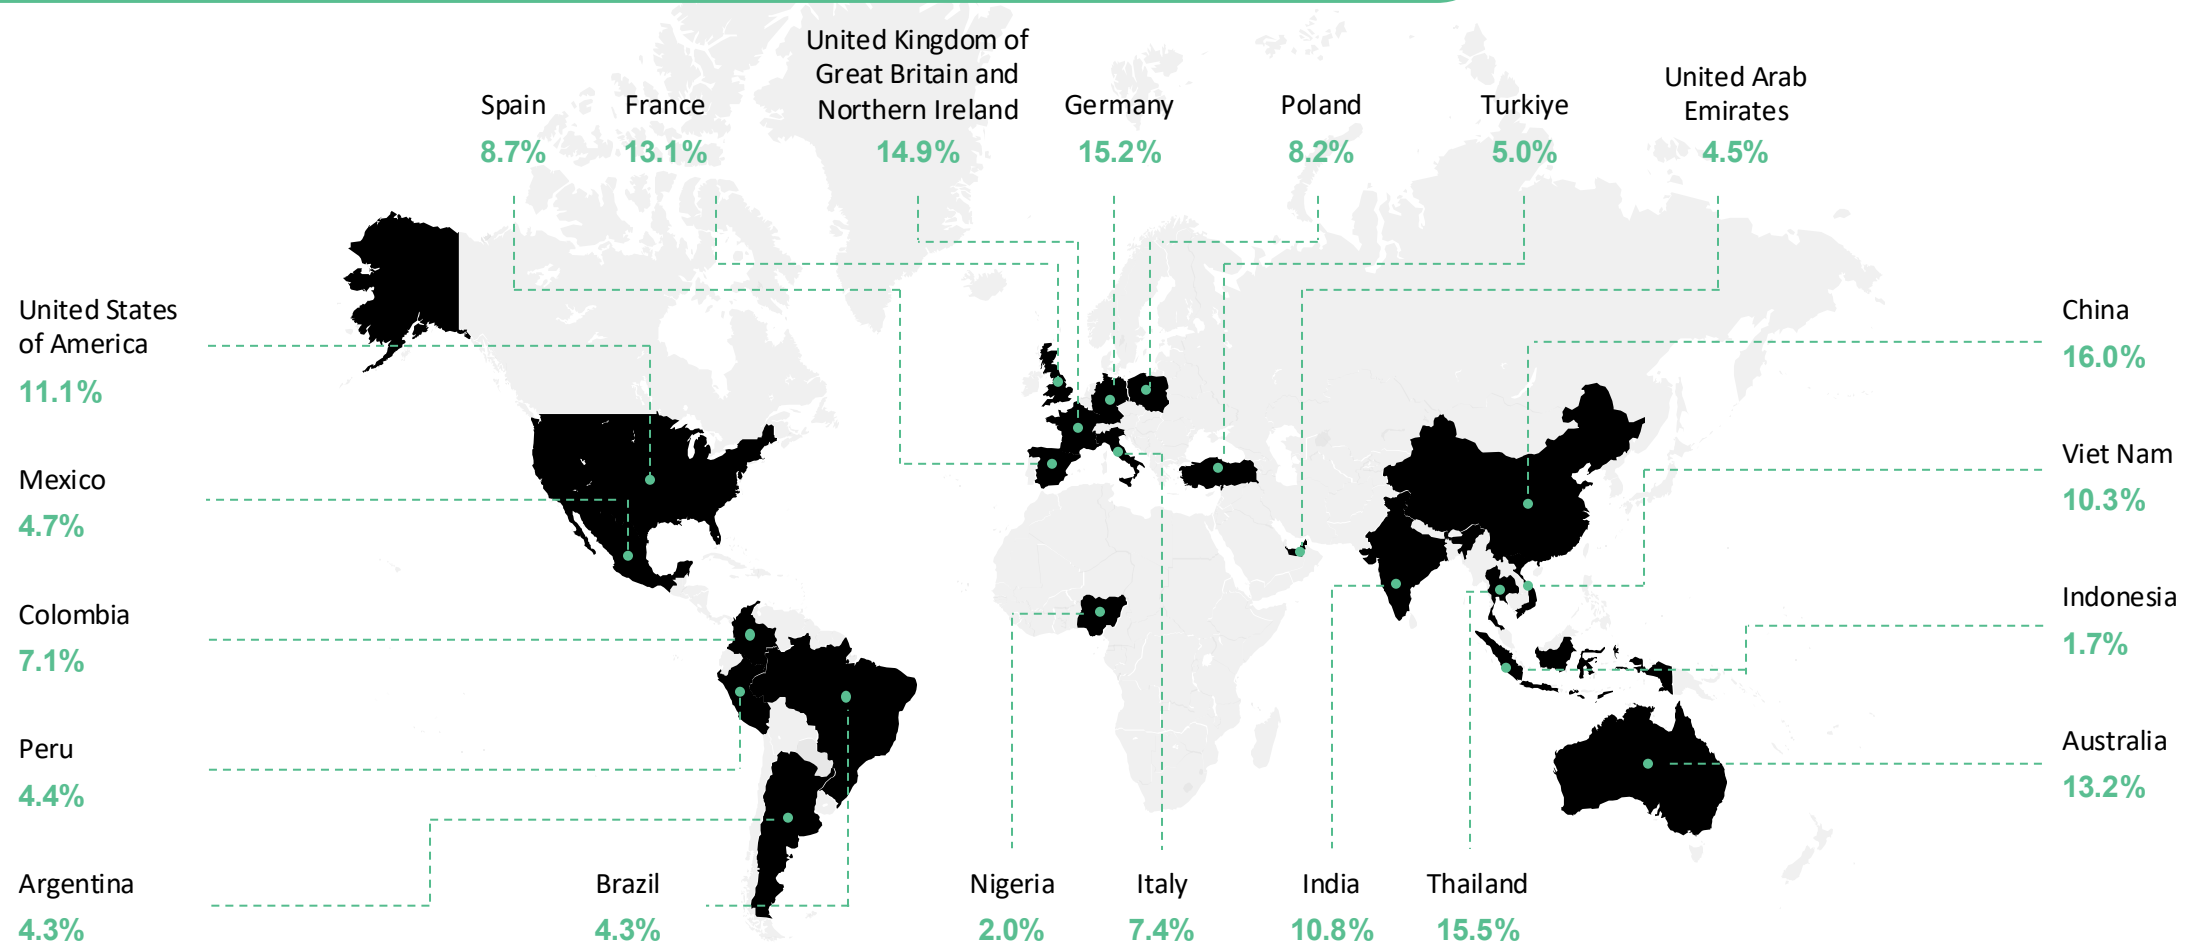 United Kingdom of
Great Britain and
Northern Ireland
14.9%
Spain
8.7%
France
13.1%
Germany
15.2%
Poland
8.2%
Turkiye
5.0%
United Arab
Emirates
4.5%
United States
of America
11.1%
Mexico
4.7%
Colombia
7.1%
Peru
4.4%
Argentina
4.3%
Brazil
4.3%
Nigeria
2.0%
Italy
7.4%
India
10.8%
Thailand
15.5%
China
16.0%
Viet Nam
10.3%
Indonesia
1.7%
Australia
13.2%